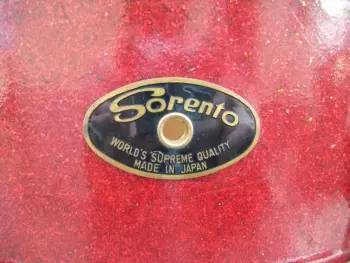 Sorento
WORLD'S SUPREME QUALITY
MADE IN JAPAN